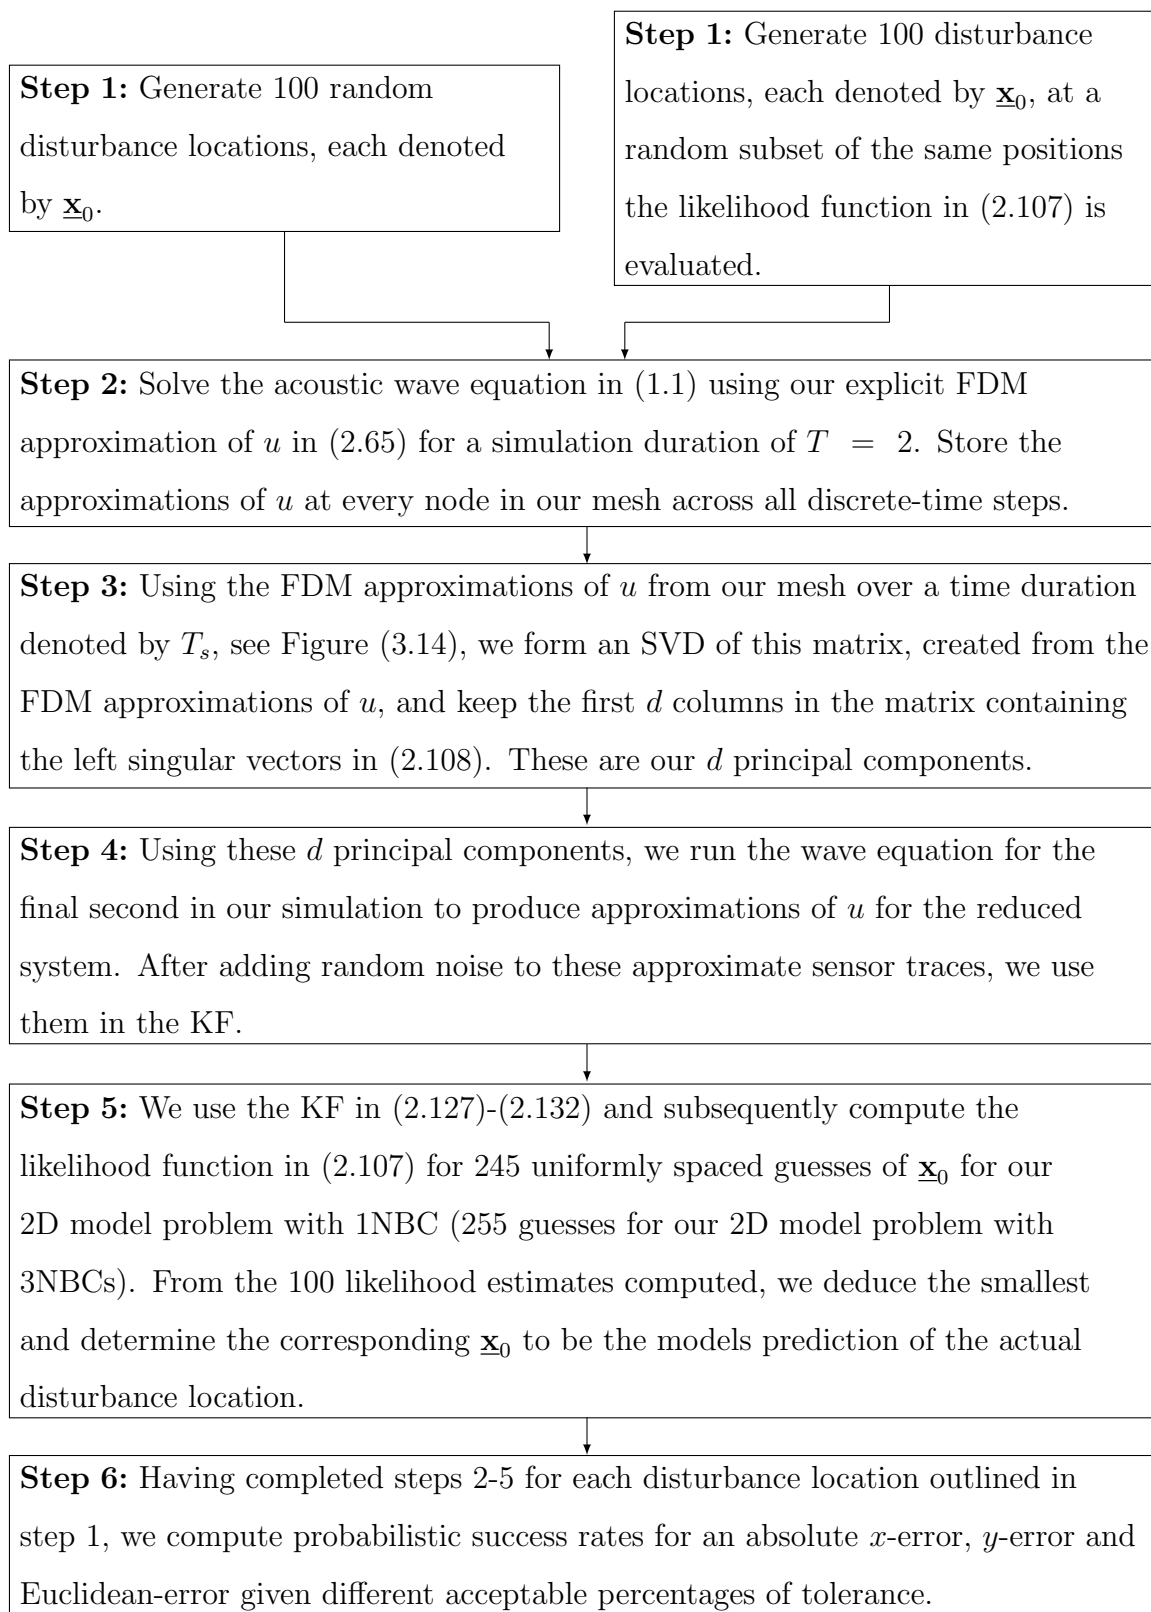 Step 1: Generate 100 random
disturbance locations, each denoted
by x̲₀.
Step 1: Generate 100 disturbance
locations, each denoted by x̲₀, at a
random subset of the same positions
the likelihood function in (2.107) is
evaluated.
Step 2: Solve the acoustic wave equation in (1.1) using our explicit FDM
approximation of u in (2.65) for a simulation duration of T = 2. Store the
approximations of u at every node in our mesh across all discrete-time steps.
Step 3: Using the FDM approximations of u from our mesh over a time duration
denoted by Tₛ, see Figure (3.14), we form an SVD of this matrix, created from the
FDM approximations of u, and keep the first d columns in the matrix containing
the left singular vectors in (2.108). These are our d principal components.
Step 4: Using these d principal components, we run the wave equation for the
final second in our simulation to produce approximations of u for the reduced
system. After adding random noise to these approximate sensor traces, we use
them in the KF.
Step 5: We use the KF in (2.127)-(2.132) and subsequently compute the
likelihood function in (2.107) for 245 uniformly spaced guesses of x̲₀ for our
2D model problem with 1NBC (255 guesses for our 2D model problem with
3NBCs). From the 100 likelihood estimates computed, we deduce the smallest
and determine the corresponding x̲₀ to be the models prediction of the actual
disturbance location.
Step 6: Having completed steps 2-5 for each disturbance location outlined in
step 1, we compute probabilistic success rates for an absolute x-error, y-error and
Euclidean-error given different acceptable percentages of tolerance.